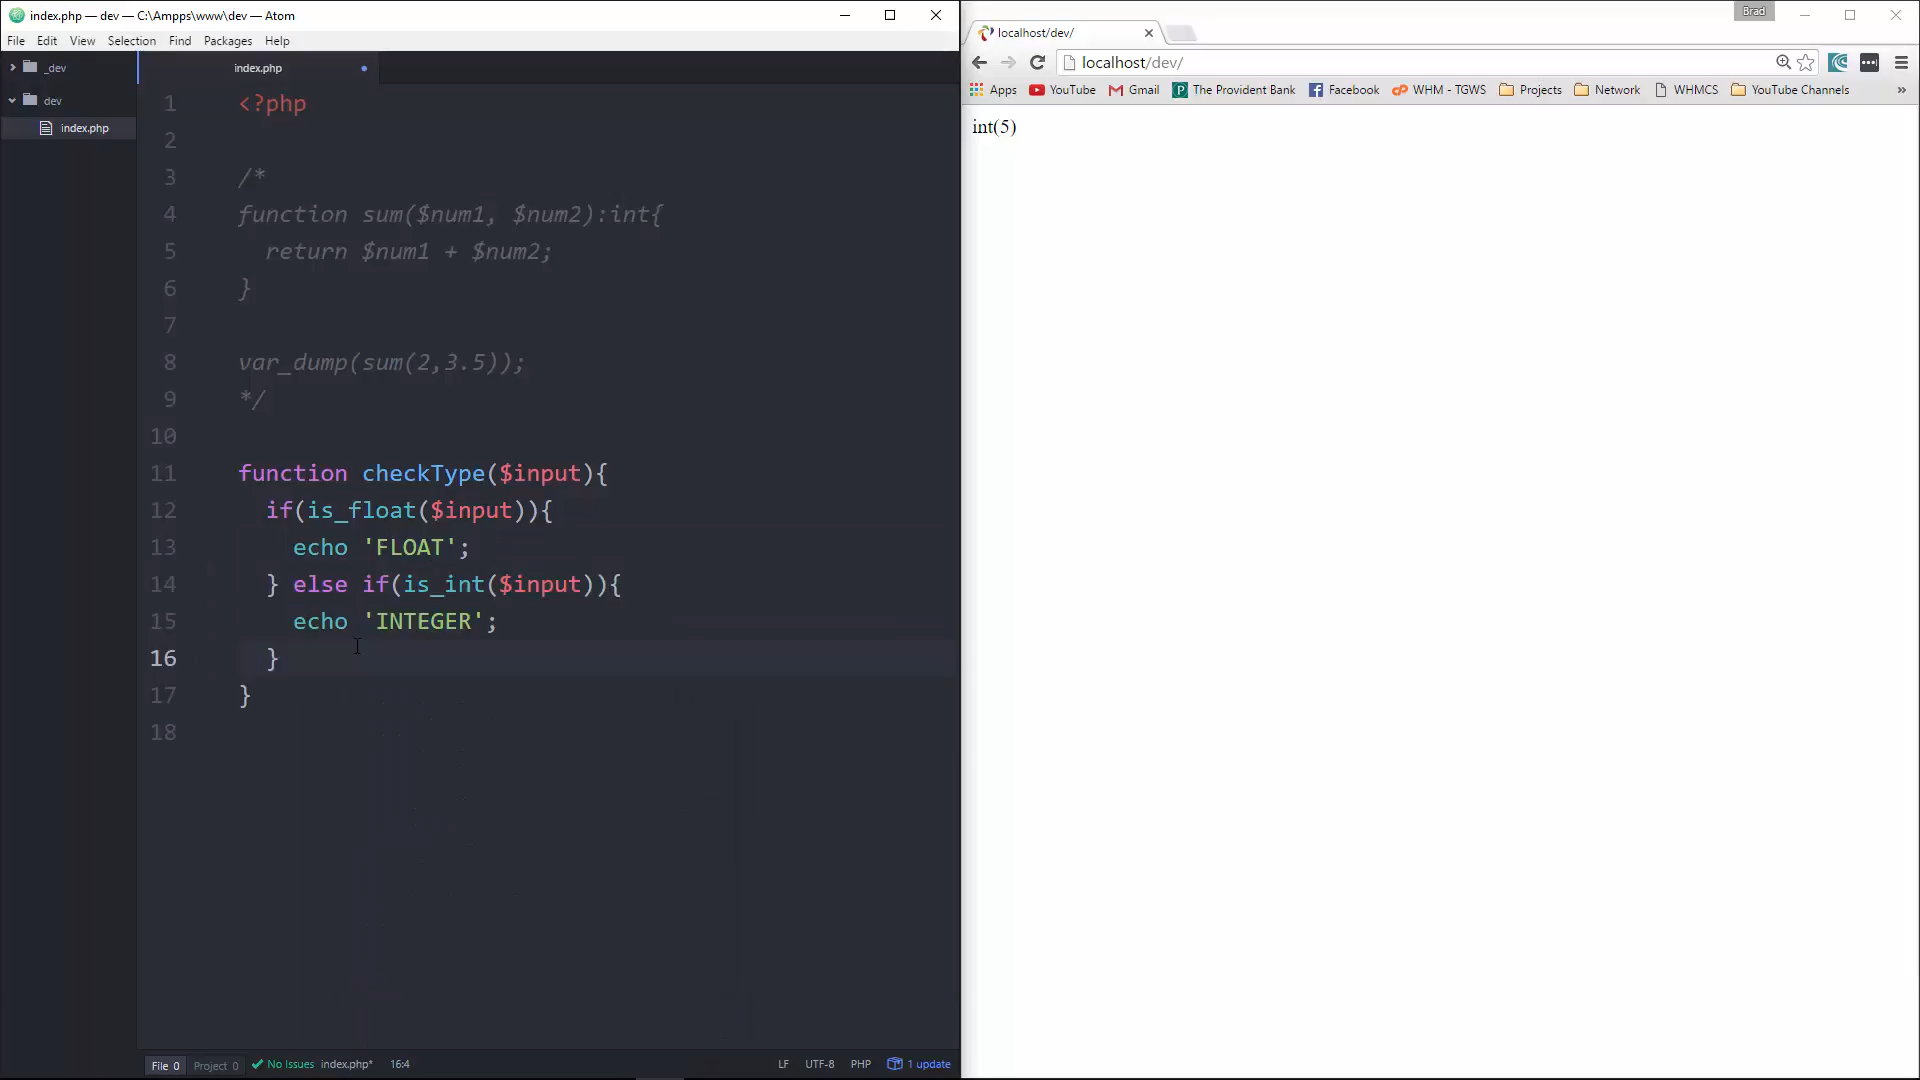 index.php — dev — C:\Ampps\www\dev — Atom
File Edit View Selection Find Packages Help
_dev
dev
index.php
index.php
1 <?php
2
3 /*
4 function sum($num1, $num2):int{
5 return $num1 + $num2;
6 }
7
8 var_dump(sum(2,3.5));
9 */
10
11 function checkType($input){
12 if(is_float($input)){
13 echo 'FLOAT';
14 } else if(is_int($input)){
15 echo 'INTEGER';
16 }
17 }
18
File 0 Project 0 No Issues index.php* 16:4 LF UTF-8 PHP 1 update
Brad
localhost/dev/
localhost/dev/
Apps YouTube Gmail The Provident Bank Facebook WHM - TGWS Projects Network WHMCS YouTube Channels »
int(5)